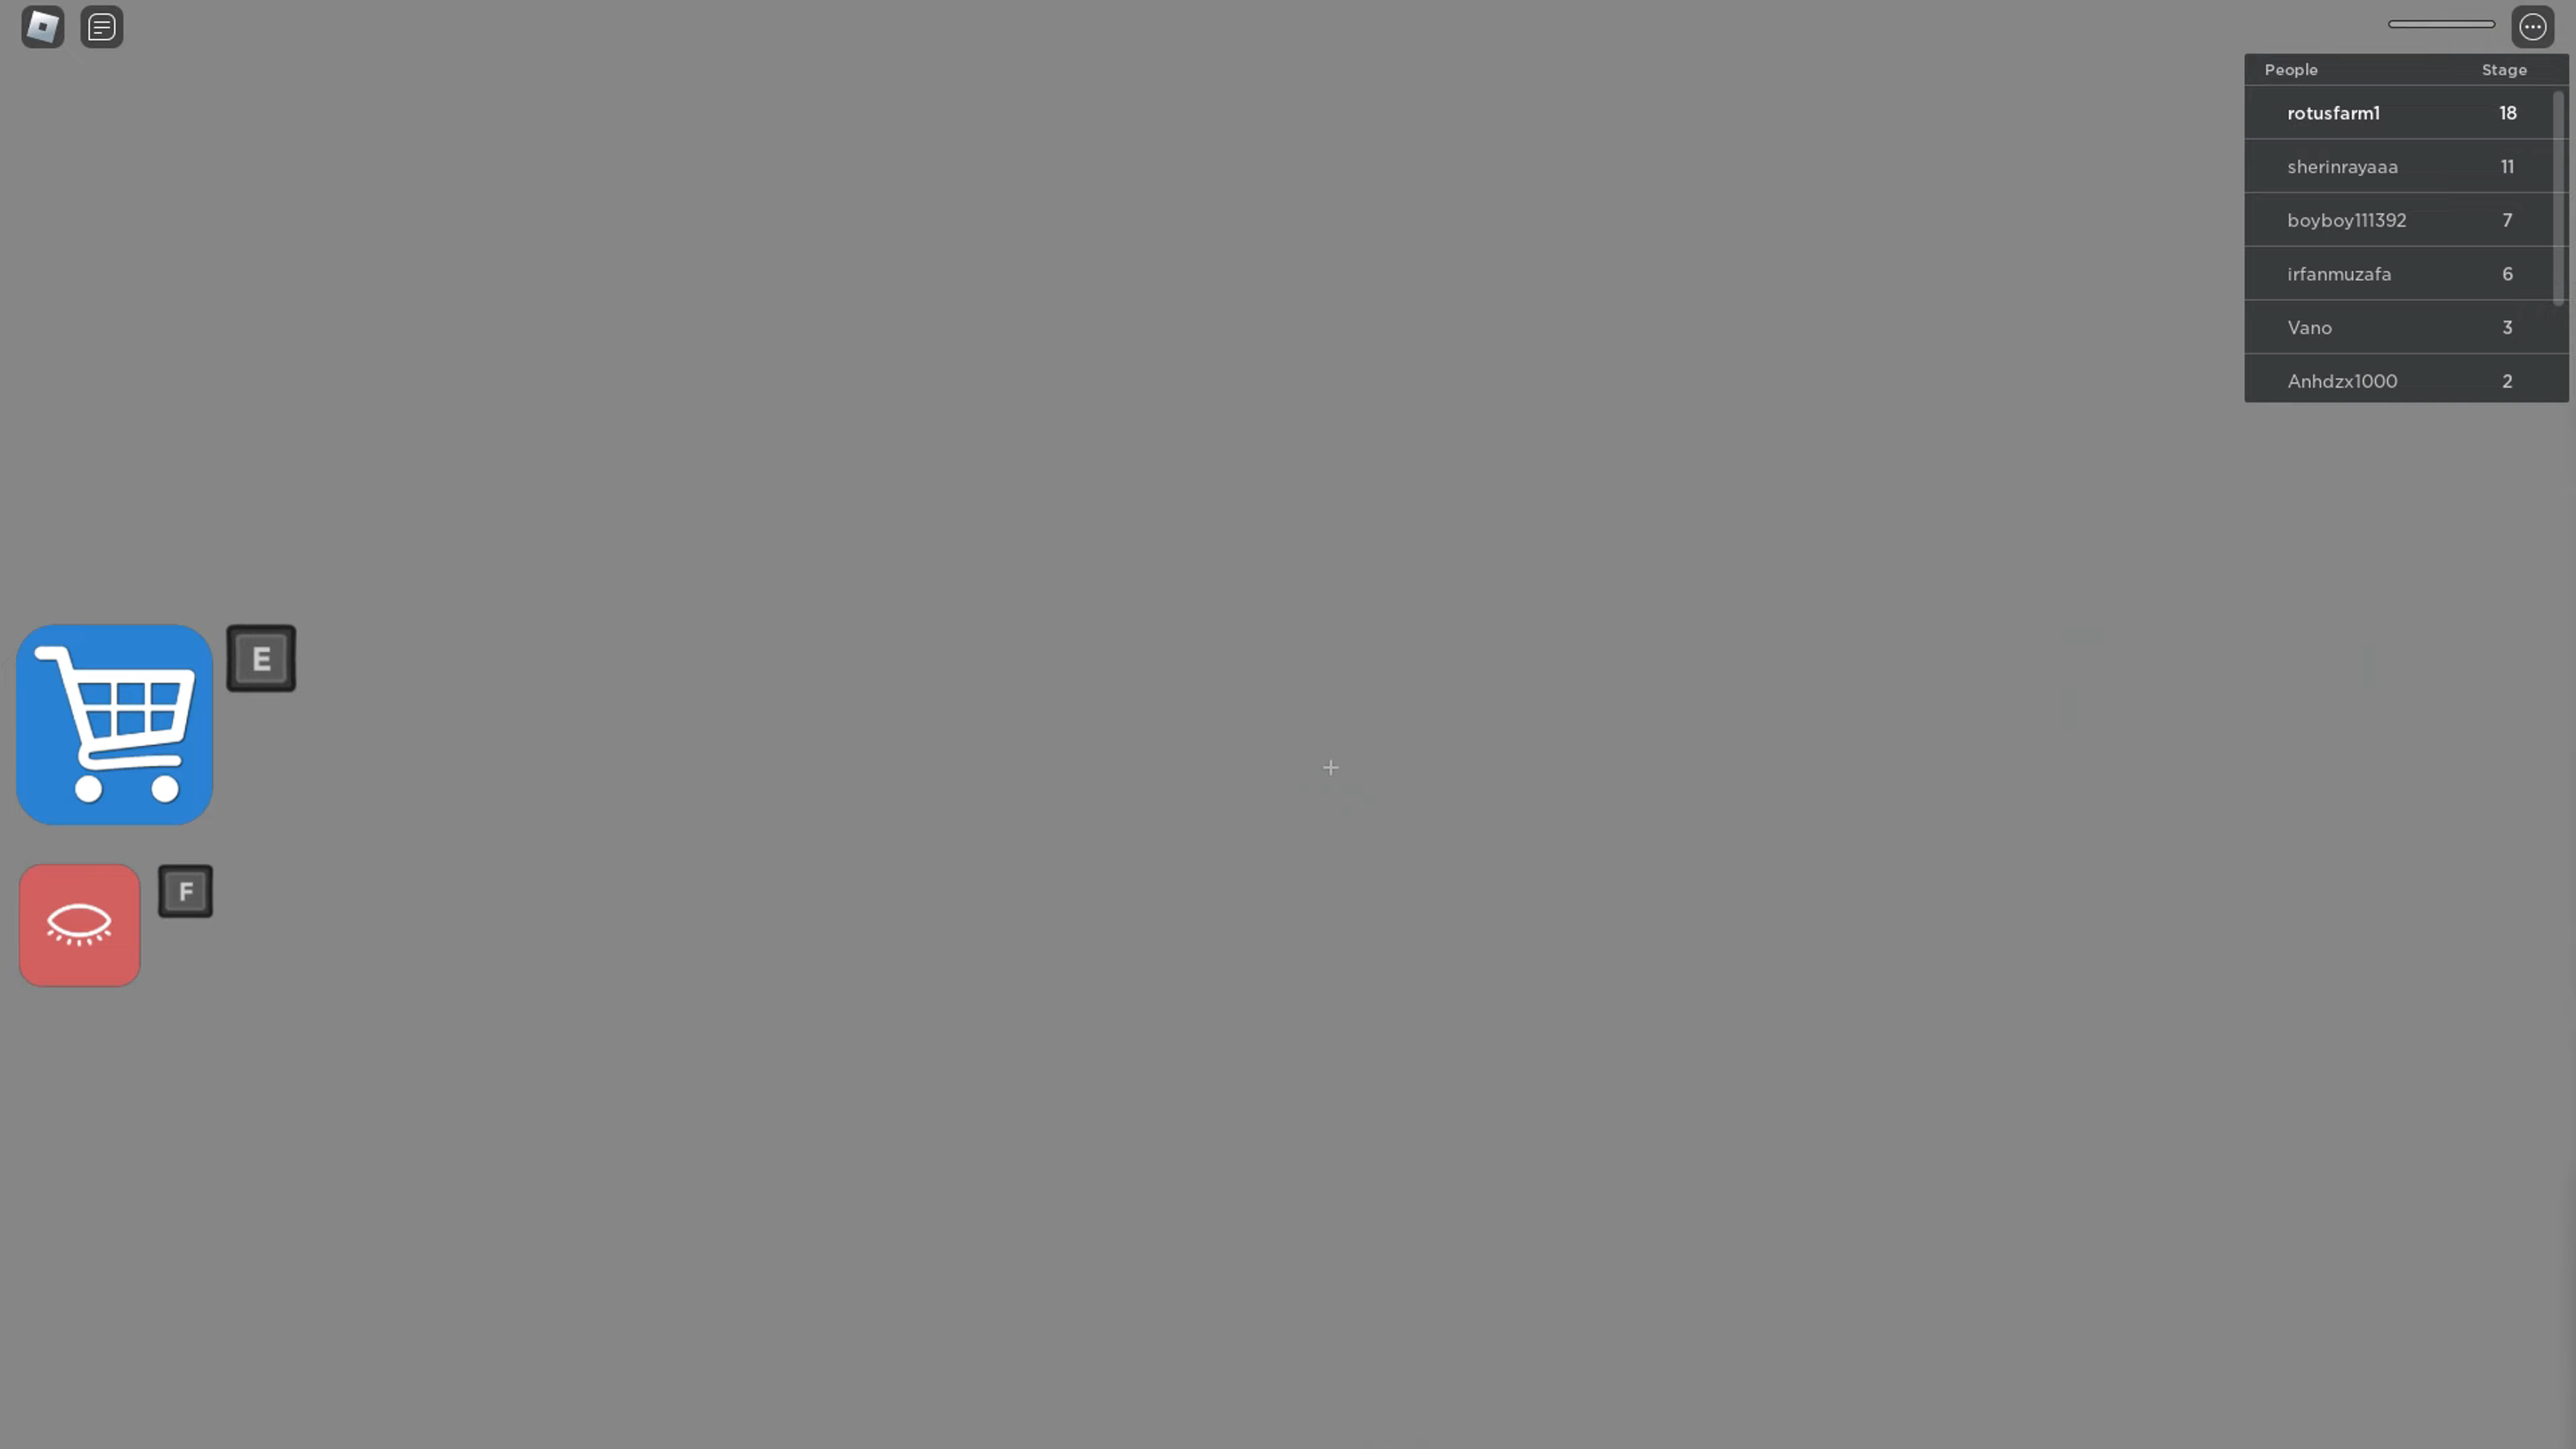 People Stage
rotusfarm1 18
sherinrayaaa 11
boyboy111392 7
irfanmuzafa 6
Vano 3
Anhdzx1000 2
E
F